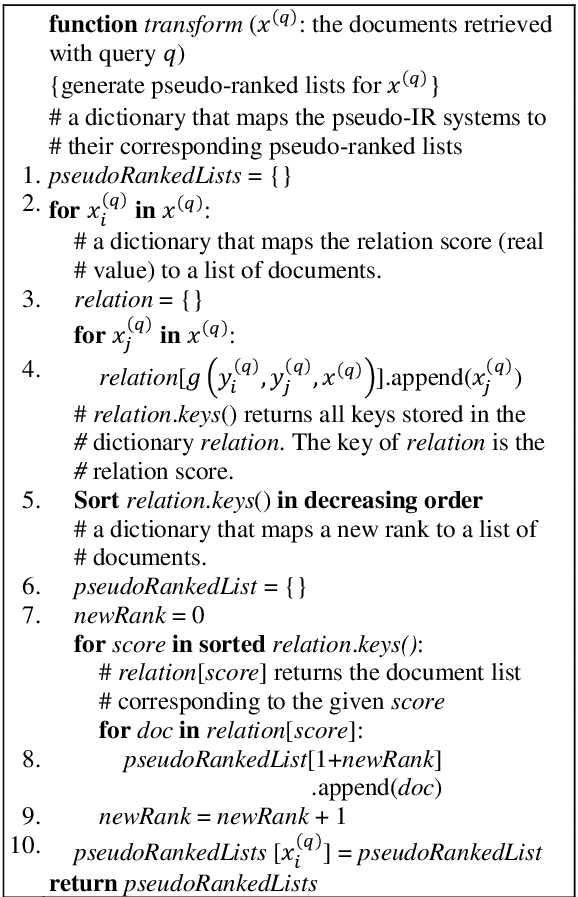 function transform (x^(q): the documents retrieved
with query q)
{generate pseudo-ranked lists for x^(q)}
# a dictionary that maps the pseudo-IR systems to
# their corresponding pseudo-ranked lists
1. pseudoRankedLists = {}
2. for x_i^(q) in x^(q):
# a dictionary that maps the relation score (real
# value) to a list of documents.
3. relation = {}
for x_j^(q) in x^(q):
4. relation[g (y_i^(q), y_j^(q), x^(q))].append(x_j^(q))
# relation.keys() returns all keys stored in the
# dictionary relation. The key of relation is the
# relation score.
5. Sort relation.keys() in decreasing order
# a dictionary that maps a new rank to a list of
# documents.
6. pseudoRankedList = {}
7. newRank = 0
for score in sorted relation.keys():
# relation[score] returns the document list
# corresponding to the given score
for doc in relation[score]:
8. pseudoRankedList[1+newRank]
.append(doc)
9. newRank = newRank + 1
10. pseudoRankedLists [x_i^(q)] = pseudoRankedList
return pseudoRankedLists